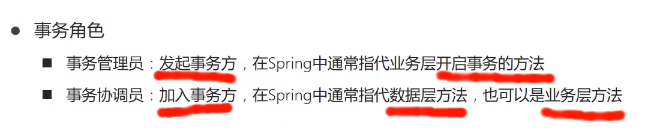 ● 事务角色
■ 事务管理员：发起事务方，在Spring中通常指代业务层开启事务的方法
■ 事务协调员：加入事务方，在Spring中通常指代数据层方法，也可以是业务层方法